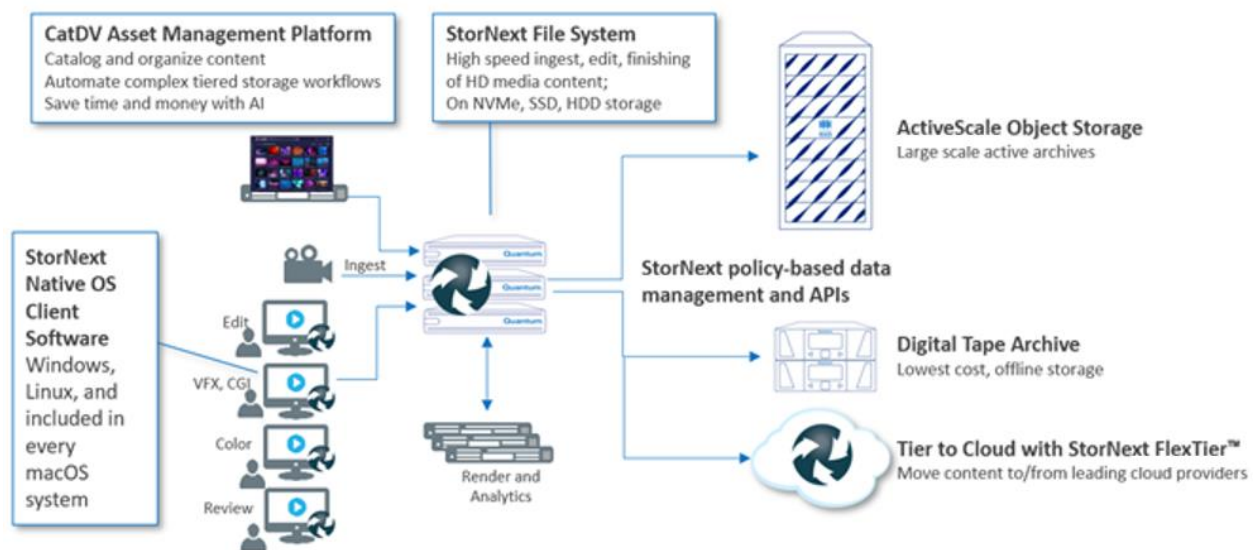 CatDV Asset Management Platform
Catalog and organize content
Automate complex tiered storage workflows
Save time and money with AI
StorNext File System
High speed ingest, edit, finishing
of HD media content;
On NVMe, SSD, HDD storage
ActiveScale Object Storage
Large scale active archives
StorNext
Native OS
Client
Software
Windows,
Linux, and
included in
every
macOS
system
Ingest
Edit
VFX, CGI
Color
Review
Quantum
Quantum
Quantum
Render and
Analytics
StorNext policy-based data
management and APIs
Digital Tape Archive
Lowest cost, offline storage
Tier to Cloud with StorNext FlexTier™
Move content to/from leading cloud providers